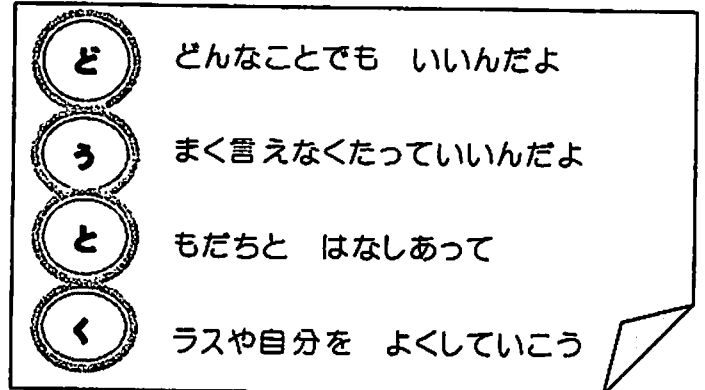 ど どんなことでも いいんだよ
う まく言えなくたっていいんだよ
と もだちと はなしあって
く ラスや自分を よくしていこう